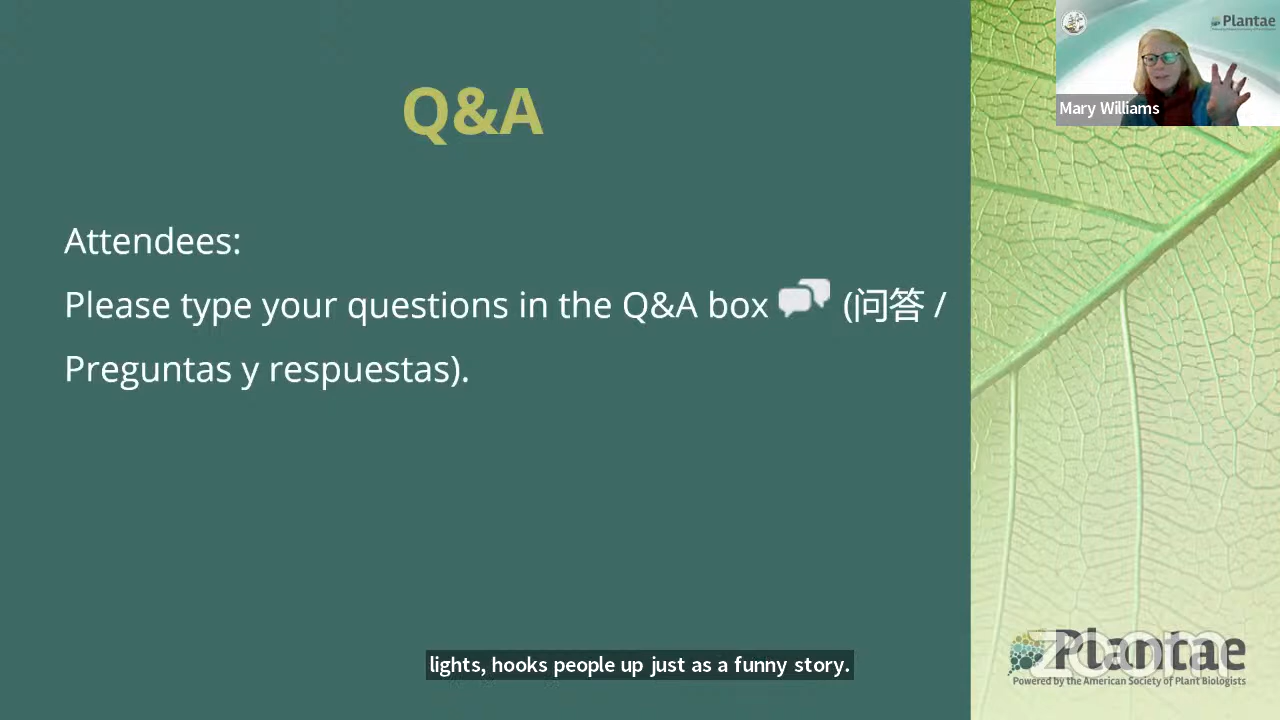 Plantae
Mary Williams
Q&A
Attendees:
Please type your questions in the Q&A box (问答 /
Preguntas y respuestas).
lights, hooks people up just as a funny story.
Plantae
zoom
Powered by the American Society of Plant Biologists